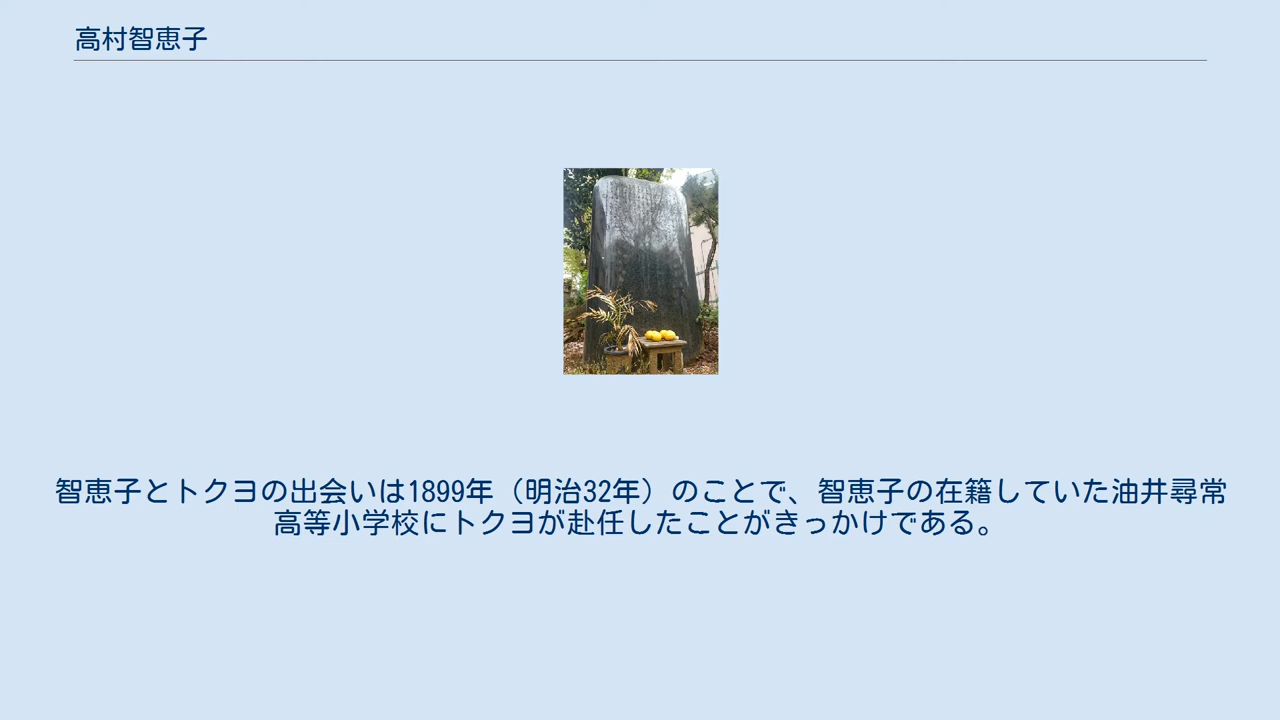 高村智恵子
智恵子とトクヨの出会いは1899年（明治32年）のことで、智恵子の在籍していた油井尋常
高等小学校にトクヨが赴任したことがきっかけである。